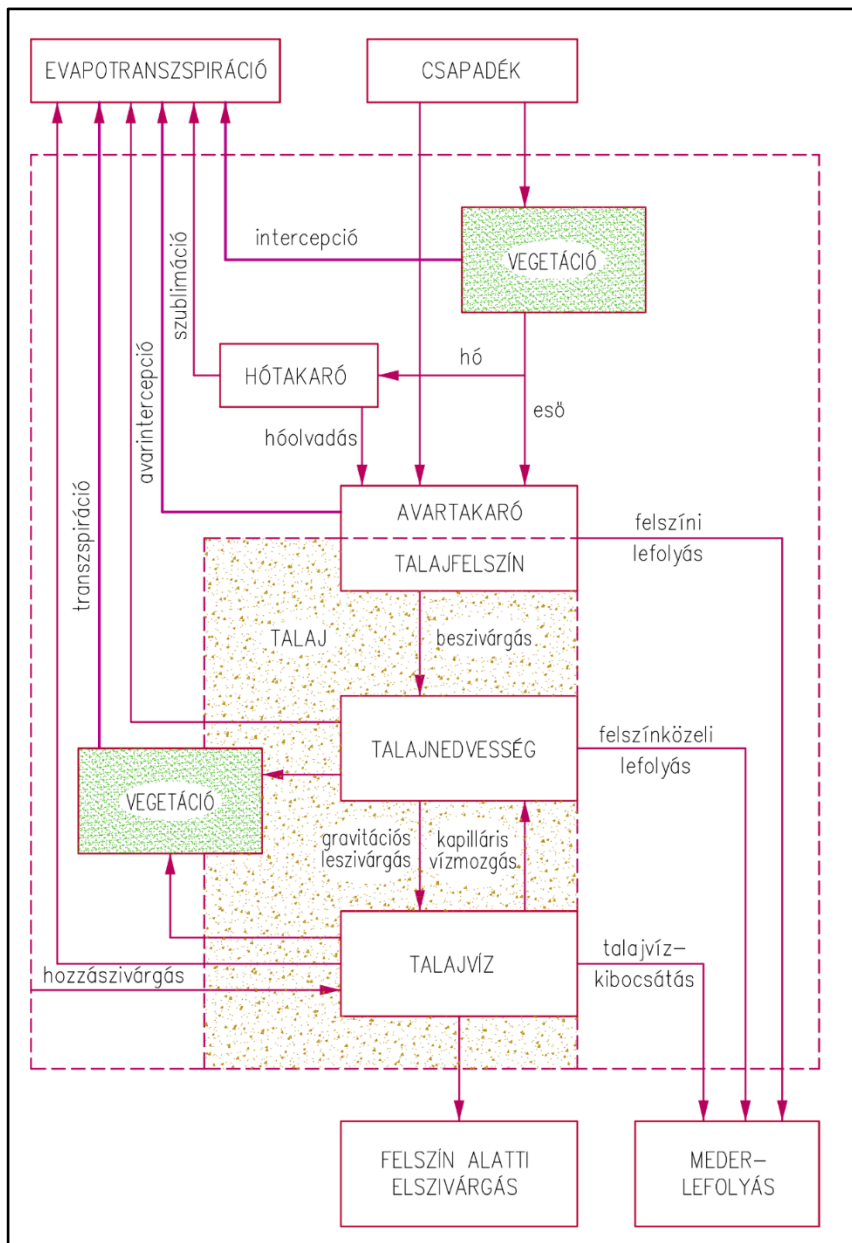 EVAPOTRANSZSPIRÁCIÓ
CSAPADÉK
intercepció
VEGETÁCIÓ
szublimáció
HÓTAKARÓ
hó
eső
hóolvadás
avarintercepció
transzspiráció
AVARTAKARÓ
TALAJFELSZÍN
felszíni
lefolyás
TALAJ
beszivárgás
TALAJNEDVESSÉG
felszínközeli
lefolyás
VEGETÁCIÓ
gravitációs
leszivárgás
kapilláris
vízmozgás
TALAJVÍZ
talajvíz-
kibocsátás
hozzászivárgás
FELSZÍN ALATTI
ELSZIVÁRGÁS
MEDER-
LEFOLYÁS